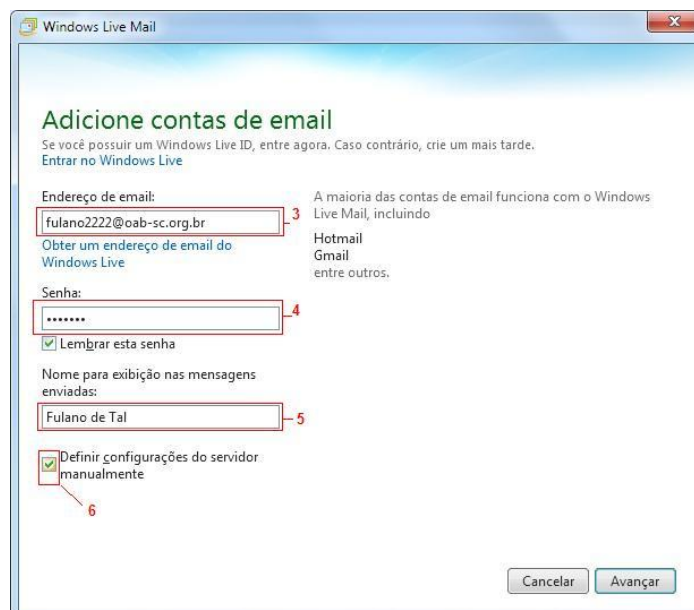 Windows Live Mail
Adicione contas de email
Se você possuir um Windows Live ID, entre agora. Caso contrário, crie um mais tarde.
Entrar no Windows Live
Endereço de email:
fulano2222@oab-sc.org.br
3
Obter um endereço de email do
Windows Live
A maioria das contas de email funciona com o Windows
Live Mail, incluindo
Hotmail
Gmail
entre outros.
Senha:
•••••••
4
Lembrar esta senha
Nome para exibição nas mensagens
enviadas:
Fulano de Tal
5
Definir configurações do servidor
manualmente
6
Cancelar
Avançar